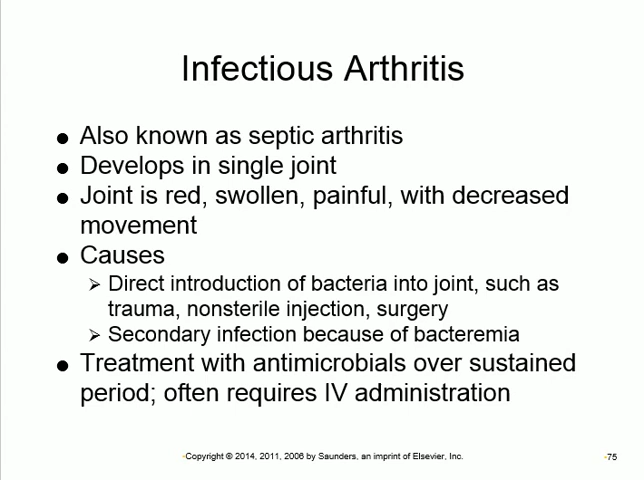 Infectious Arthritis
● Also known as septic arthritis
● Develops in single joint
● Joint is red, swollen, painful, with decreased
movement
● Causes
➢ Direct introduction of bacteria into joint, such as
trauma, nonsterile injection, surgery
➢ Secondary infection because of bacteremia
● Treatment with antimicrobials over sustained
period; often requires IV administration
Copyright © 2014, 2011, 2006 by Saunders, an imprint of Elsevier, Inc.
75